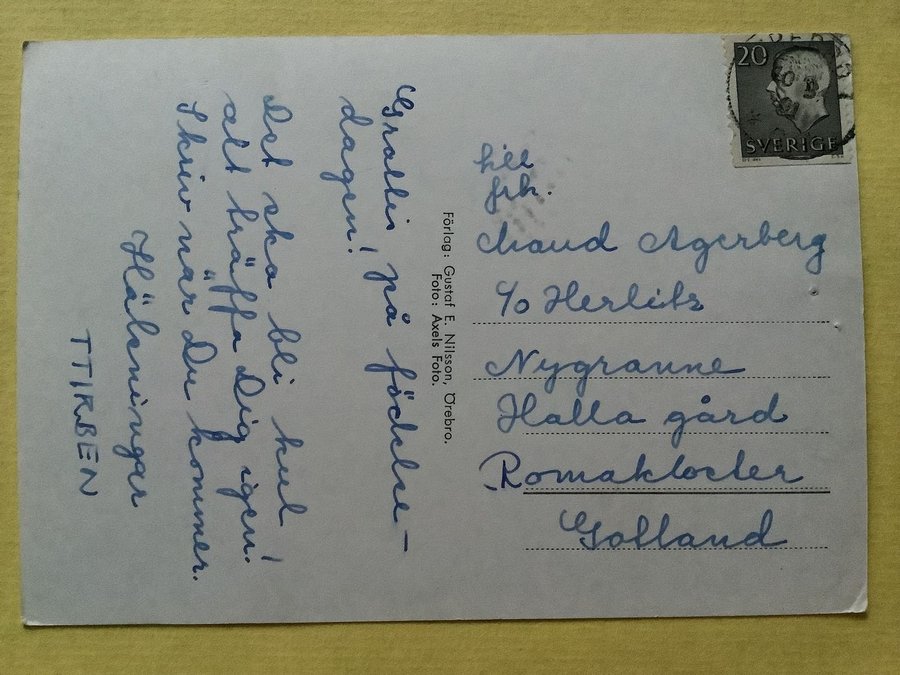 Grattis på födelse-
dagen!
Det ska bli kul!
att träffa Dig igen!
Skriv när Du kommer.
Hälsningar
TTIKBEN
Förlag: Gustaf E. Nilsson, Örebro.
Foto: Axels Foto.
20
SVERIGE
till
frk.
Maud Agerberg
c/o Herlitz
Nygranne
Halla gård
Romakloster
Gotland